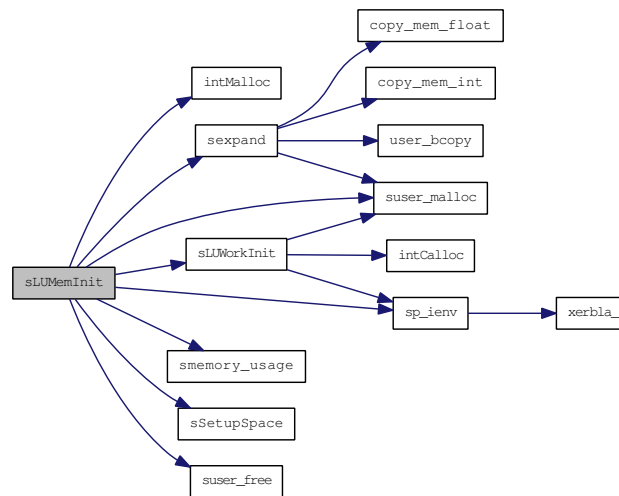 copy_mem_float
intMalloc
copy_mem_int
sexpand
user_bcopy
suser_malloc
sLUWorkInit
intCalloc
sLUMemInit
sp_ienv
xerbla_
smemory_usage
sSetupSpace
suser_free